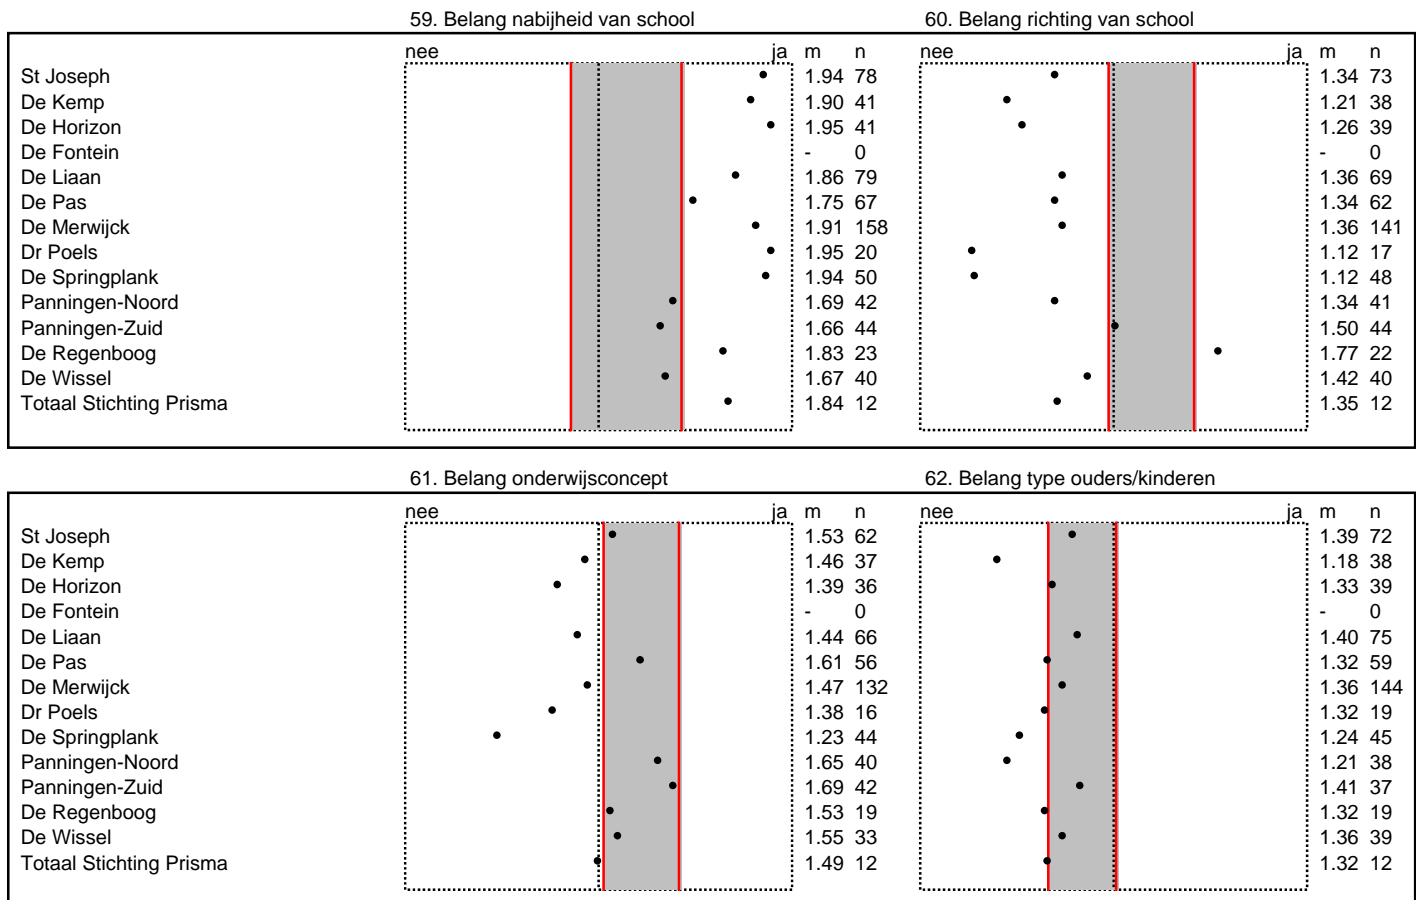 59. Belang nabijheid van school 60. Belang richting van school
nee ja m n nee ja m n
St Joseph 1.94 78 1.34 73
De Kemp 1.90 41 1.21 38
De Horizon 1.95 41 1.26 39
De Fontein - 0 - 0
De Liaan 1.86 79 1.36 69
De Pas 1.75 67 1.34 62
De Merwijck 1.91 158 1.36 141
Dr Poels 1.95 20 1.12 17
De Springplank 1.94 50 1.12 48
Panningen-Noord 1.69 42 1.34 41
Panningen-Zuid 1.66 44 1.50 44
De Regenboog 1.83 23 1.77 22
De Wissel 1.67 40 1.42 40
Totaal Stichting Prisma 1.84 12 1.35 12
61. Belang onderwijsconcept 62. Belang type ouders/kinderen
nee ja m n nee ja m n
St Joseph 1.53 62 1.39 72
De Kemp 1.46 37 1.18 38
De Horizon 1.39 36 1.33 39
De Fontein - 0 - 0
De Liaan 1.44 66 1.40 75
De Pas 1.61 56 1.32 59
De Merwijck 1.47 132 1.36 144
Dr Poels 1.38 16 1.32 19
De Springplank 1.23 44 1.24 45
Panningen-Noord 1.65 40 1.21 38
Panningen-Zuid 1.69 42 1.41 37
De Regenboog 1.53 19 1.32 19
De Wissel 1.55 33 1.36 39
Totaal Stichting Prisma 1.49 12 1.32 12